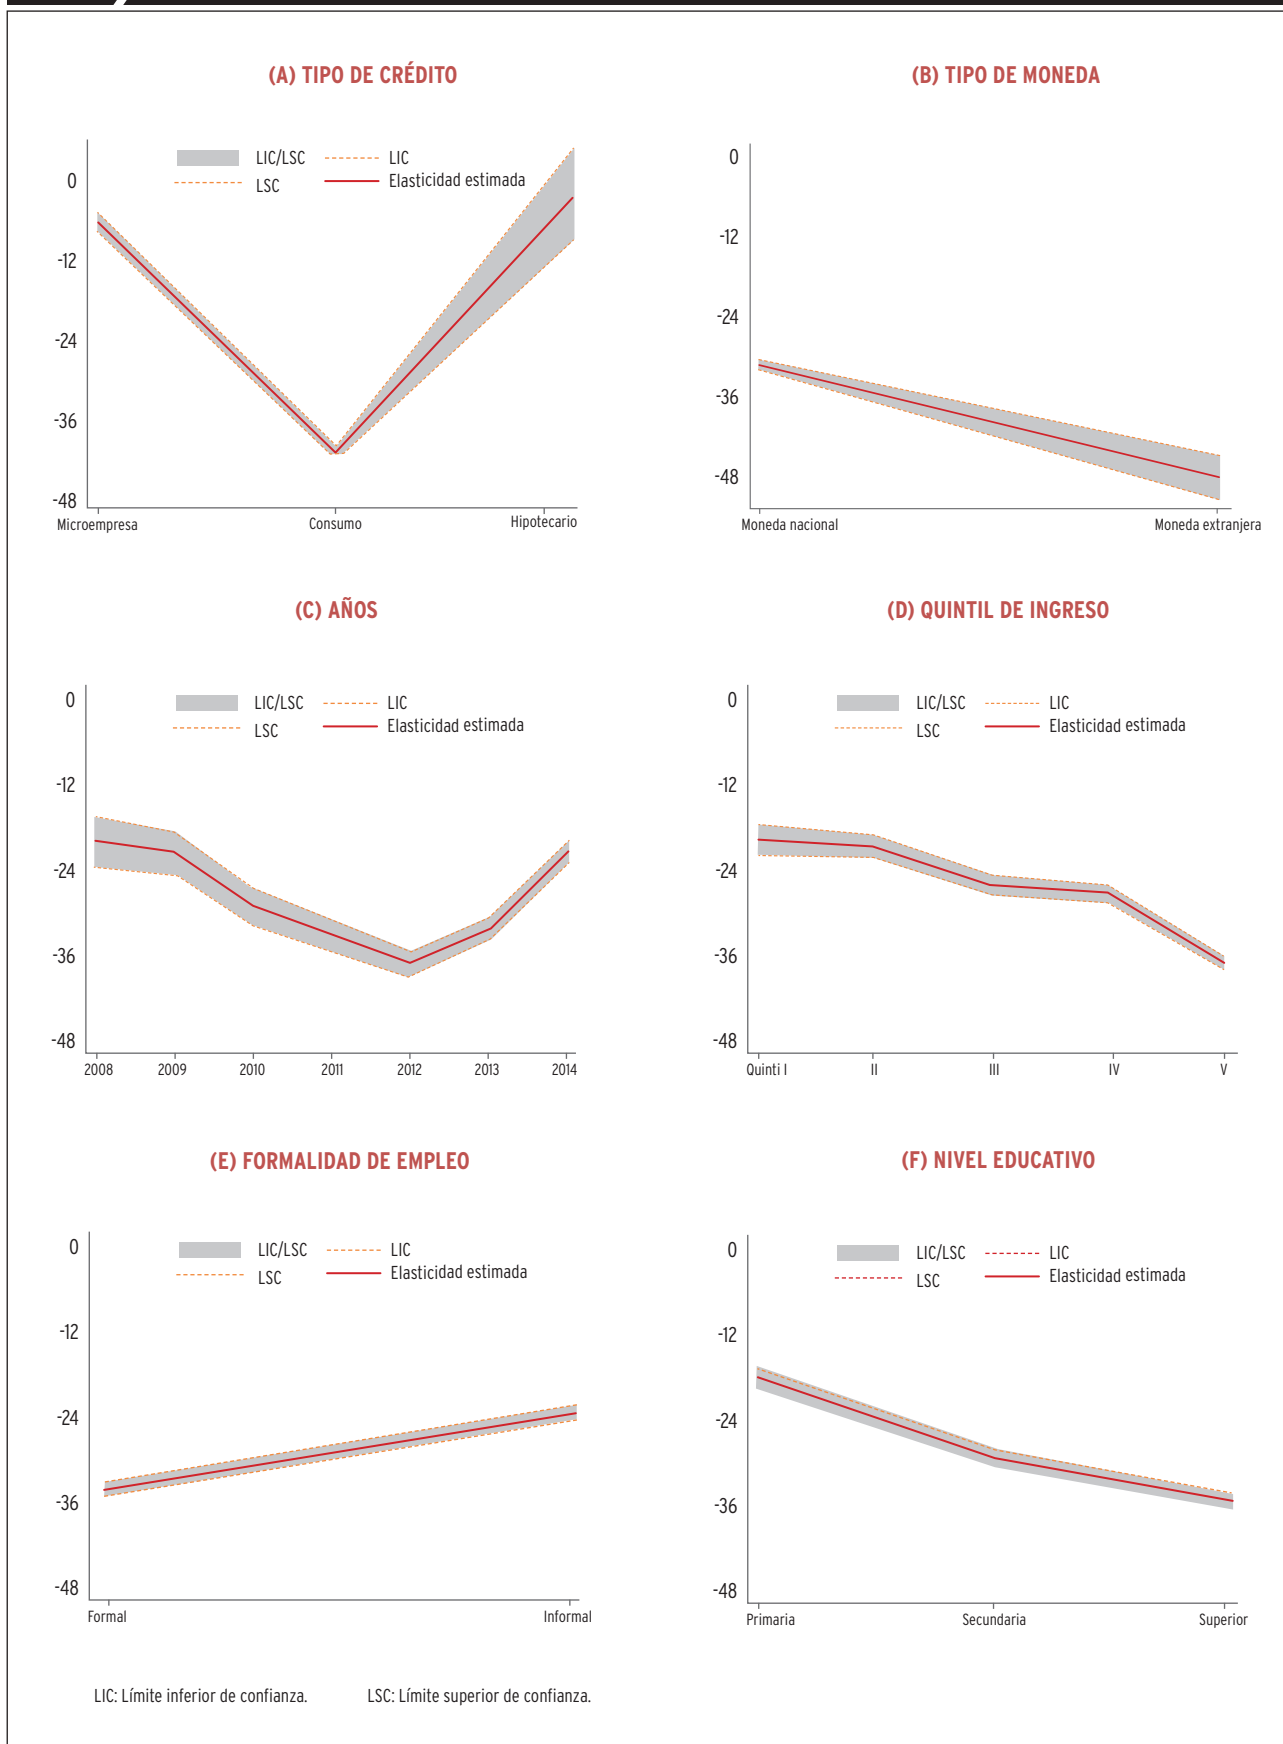 (A) TIPO DE CRÉDITO
LIC/LSC
LIC
LSC
Elasticidad estimada
0
-12
-24
-36
-48
Microempresa
Consumo
Hipotecario
(B) TIPO DE MONEDA
0
-12
-24
-36
-48
Moneda nacional
Moneda extranjera
(C) AÑOS
LIC/LSC
LIC
LSC
Elasticidad estimada
0
-12
-24
-36
-48
2008
2009
2010
2011
2012
2013
2014
(D) QUINTIL DE INGRESO
LIC/LSC
LIC
LSC
Elasticidad estimada
0
-12
-24
-36
-48
Quinti I
II
III
IV
V
(E) FORMALIDAD DE EMPLEO
LIC/LSC
LIC
LSC
Elasticidad estimada
0
-12
-24
-36
-48
Formal
Informal
(F) NIVEL EDUCATIVO
LIC/LSC
LIC
LSC
Elasticidad estimada
0
-12
-24
-36
-48
Primaria
Secundaria
Superior
LIC: Límite inferior de confianza.
LSC: Límite superior de confianza.